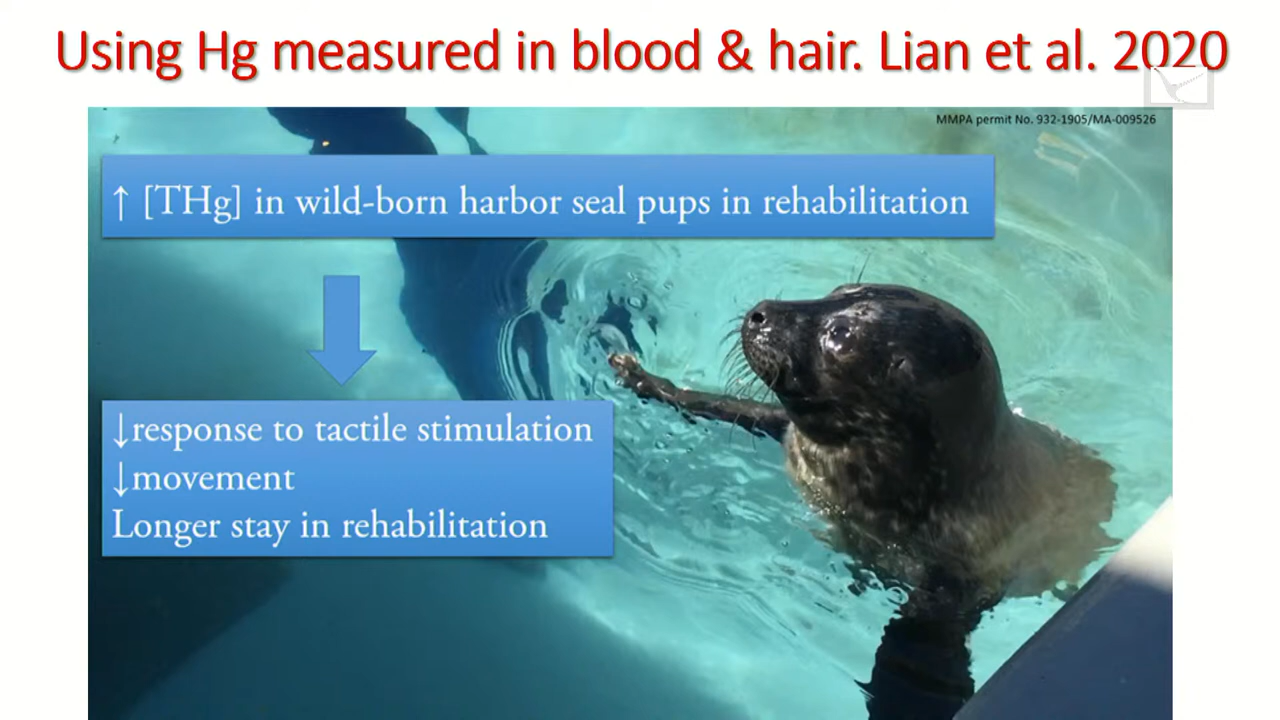 Using Hg measured in blood & hair. Lian et al. 2020
MMPA permit No. 932-1905/MA-009526
↑ [THg] in wild-born harbor seal pups in rehabilitation
↓response to tactile stimulation
↓movement
Longer stay in rehabilitation